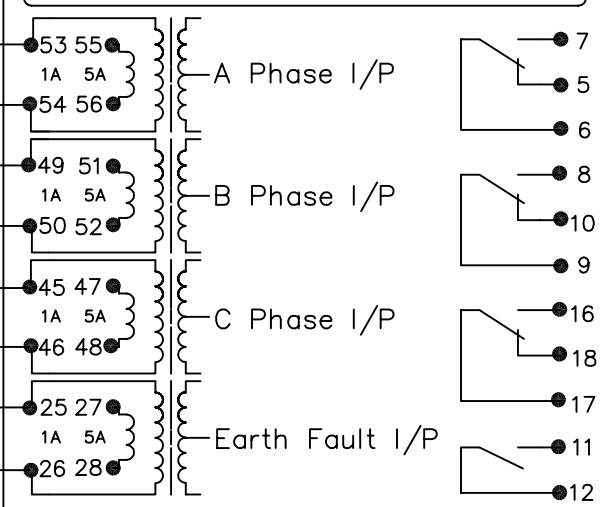 53 55 7
1A 5A A Phase I/P 5
54 56 6
49 51 8
1A 5A B Phase I/P 10
50 52 9
45 47 16
1A 5A C Phase I/P 18
46 48 17
25 27 11
1A 5A Earth Fault I/P
26 28 12